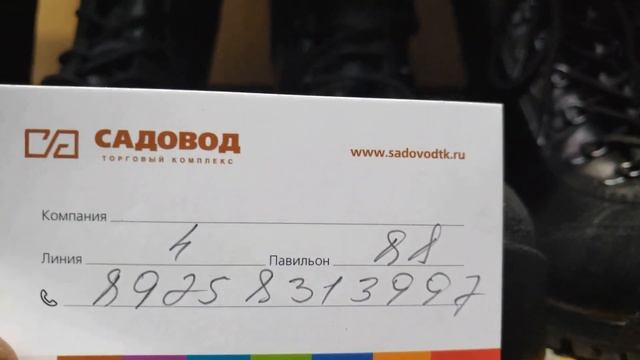 САДОВОД
ТОРГОВЫЙ КОМПЛЕКС
www.sadovodtk.ru
Компания
Линия 4 Павильон 88
89258313997